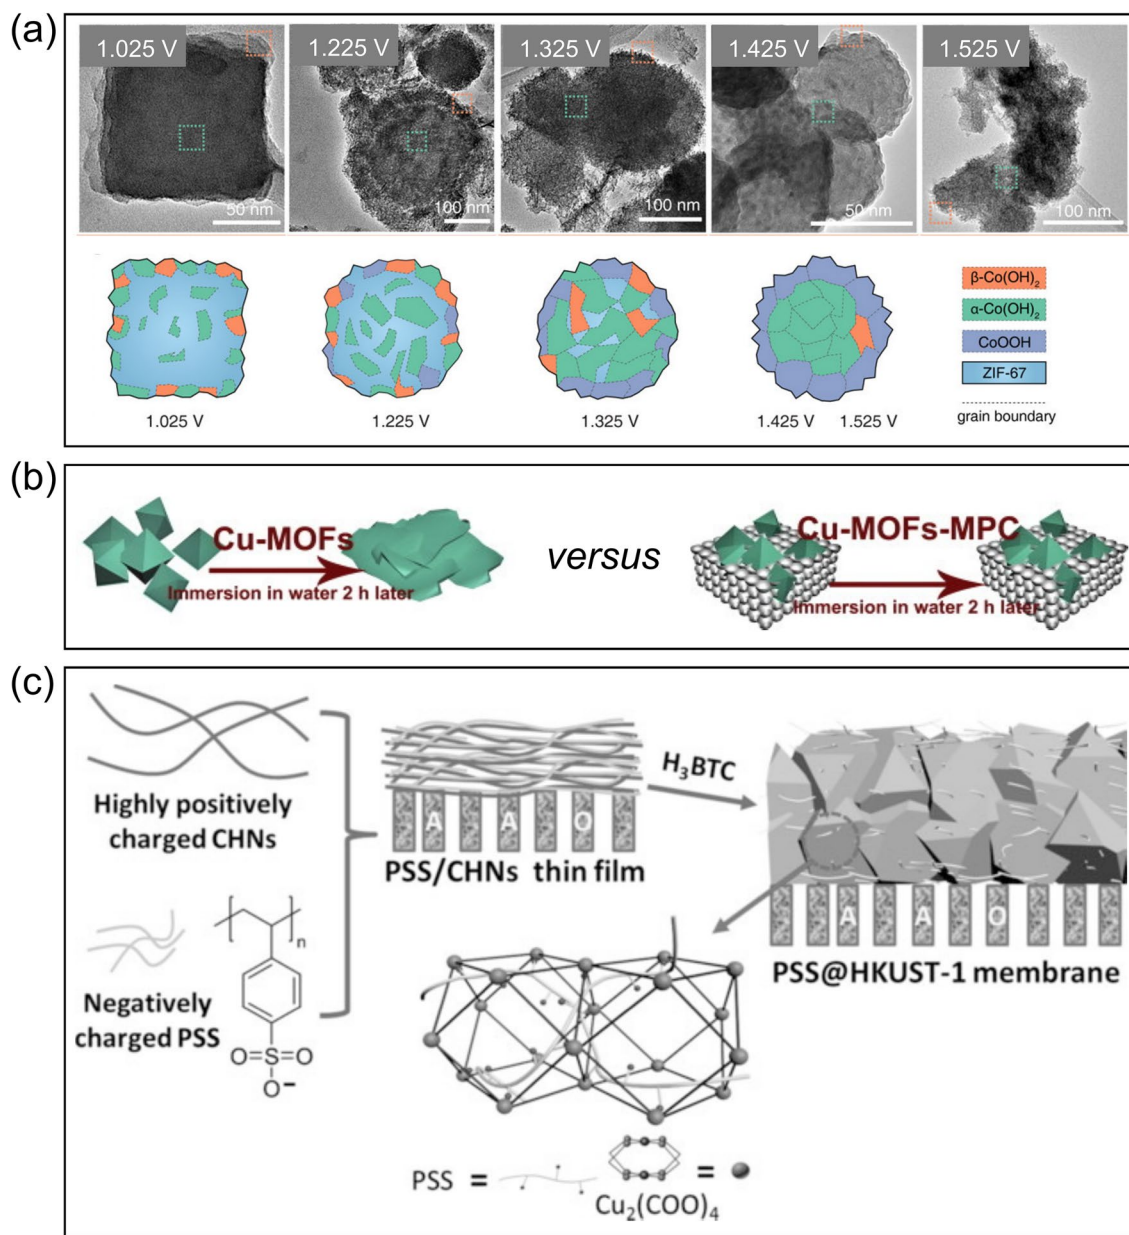 (a)
1.025 V
1.225 V
1.325 V
1.425 V
1.525 V
50 nm
100 nm
100 nm
50 nm
100 nm
β-Co(OH)₂
α-Co(OH)₂
CoOOH
ZIF-67
grain boundary
1.025 V
1.225 V
1.325 V
1.425 V
1.525 V
(b)
Cu-MOFs
Immersion in water 2 h later
versus
Cu-MOFs-MPC
Immersion in water 2 h later
(c)
Highly positively
charged CHNs
Negatively
charged PSS
n
O=S=O
O−
A A O
PSS/CHNs thin film
H₃BTC
A A O
PSS@HKUST-1 membrane
PSS =
=
Cu₂(COO)₄